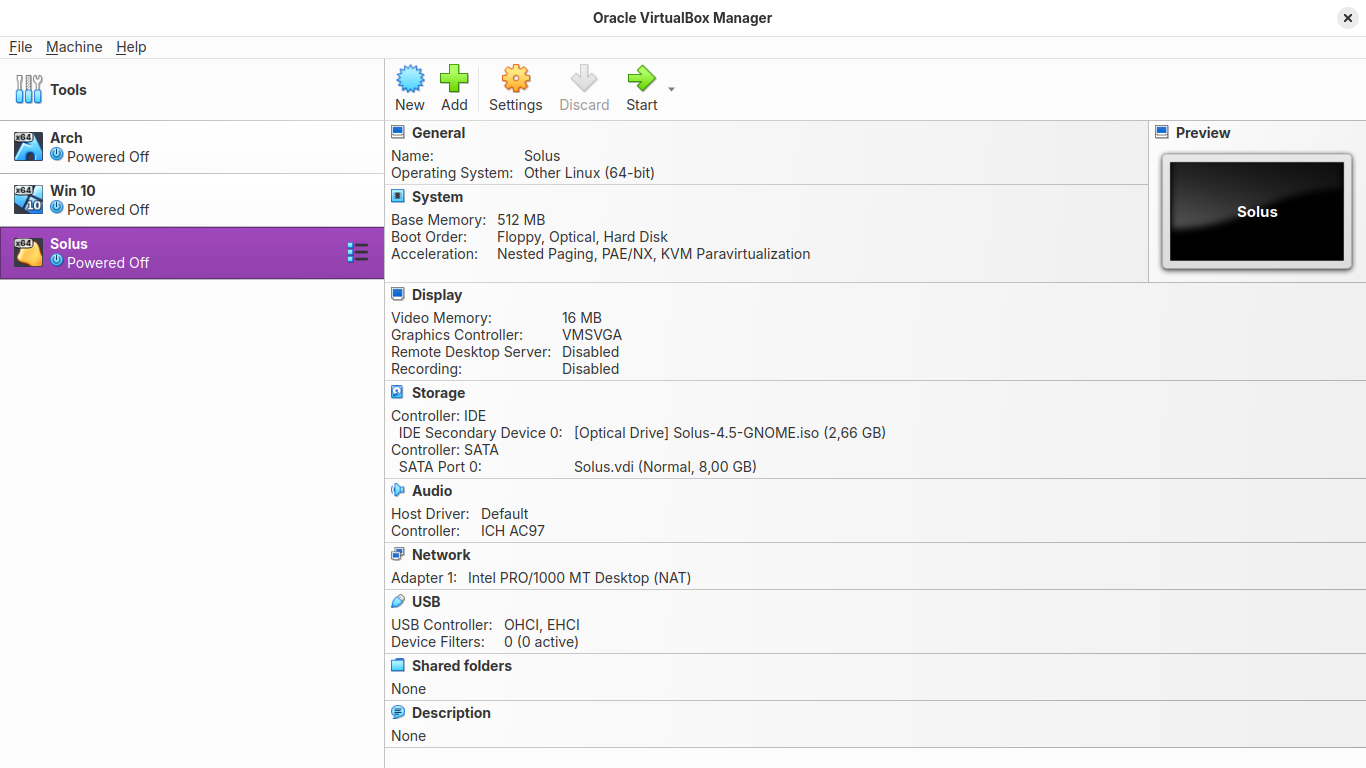 Oracle VirtualBox Manager
File Machine Help
Tools
New Add Settings Discard Start
x64 Arch
Powered Off
x64 10 Win 10
Powered Off
x64 Solus
Powered Off
General
Name: Solus
Operating System: Other Linux (64-bit)
System
Base Memory: 512 MB
Boot Order: Floppy, Optical, Hard Disk
Acceleration: Nested Paging, PAE/NX, KVM Paravirtualization
Preview
Solus
Display
Video Memory: 16 MB
Graphics Controller: VMSVGA
Remote Desktop Server: Disabled
Recording: Disabled
Storage
Controller: IDE
IDE Secondary Device 0: [Optical Drive] Solus-4.5-GNOME.iso (2,66 GB)
Controller: SATA
SATA Port 0: Solus.vdi (Normal, 8,00 GB)
Audio
Host Driver: Default
Controller: ICH AC97
Network
Adapter 1: Intel PRO/1000 MT Desktop (NAT)
USB
USB Controller: OHCI, EHCI
Device Filters: 0 (0 active)
Shared folders
None
Description
None